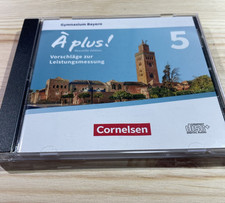 Gymnasium Bayern
À plus! 5
Vorschläge zur
Leistungsmessung
Cornelsen